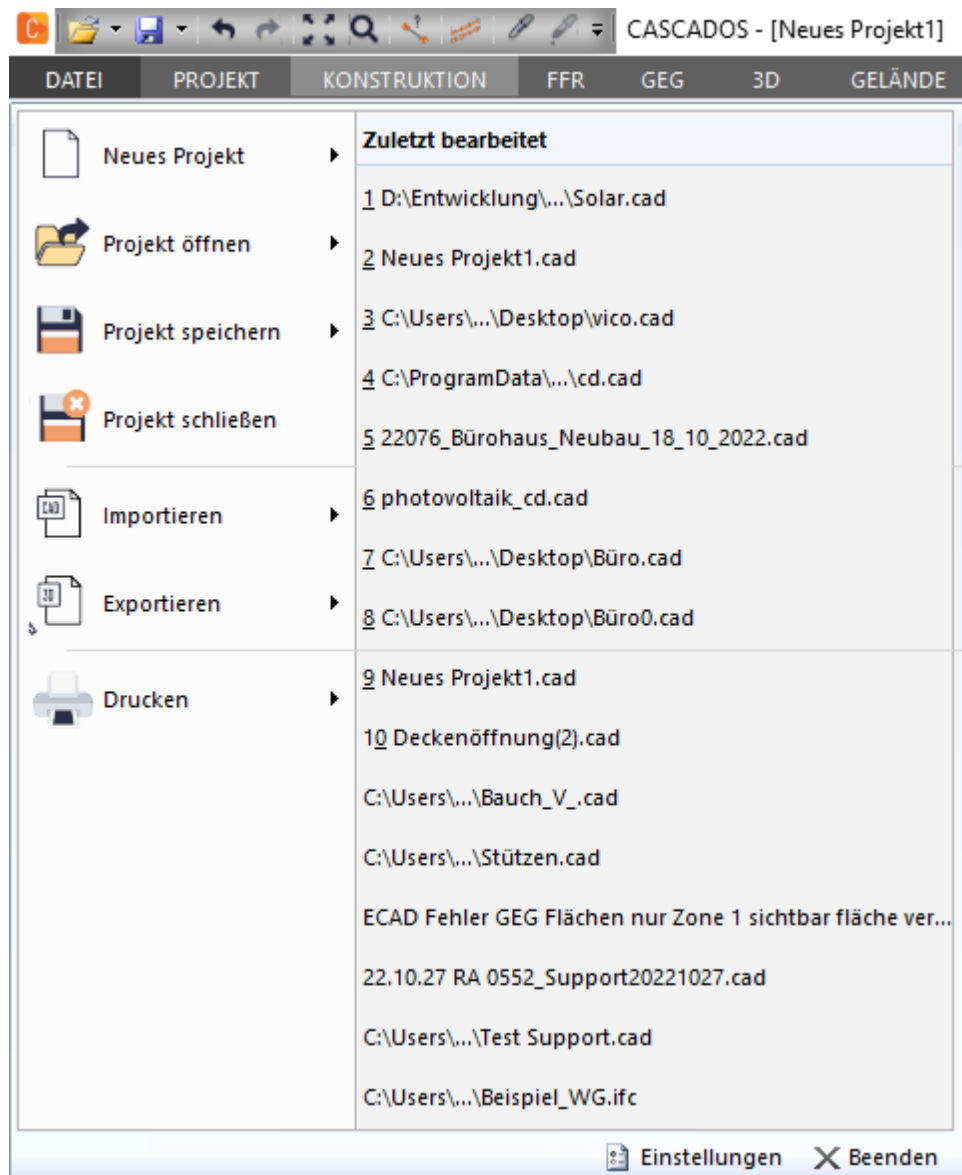 C CASCADOS - [Neues Projekt1]
DATEI PROJEKT KONSTRUKTION FFR GEG 3D GELÄNDE
Neues Projekt
Projekt öffnen
Projekt speichern
Projekt schließen
CAD Importieren
3D Exportieren
Drucken
Zuletzt bearbeitet
1 D:\Entwicklung\...\Solar.cad
2 Neues Projekt1.cad
3 C:\Users\...\Desktop\vico.cad
4 C:\ProgramData\...\cd.cad
5 22076_Bürohaus_Neubau_18_10_2022.cad
6 photovoltaik_cd.cad
7 C:\Users\...\Desktop\Büro.cad
8 C:\Users\...\Desktop\Büro0.cad
9 Neues Projekt1.cad
10 Deckenöffnung(2).cad
C:\Users\...\Bauch_V_.cad
C:\Users\...\Stützen.cad
ECAD Fehler GEG Flächen nur Zone 1 sichtbar fläche ver...
22.10.27 RA 0552_Support20221027.cad
C:\Users\...\Test Support.cad
C:\Users\...\Beispiel_WG.ifc
Einstellungen Beenden